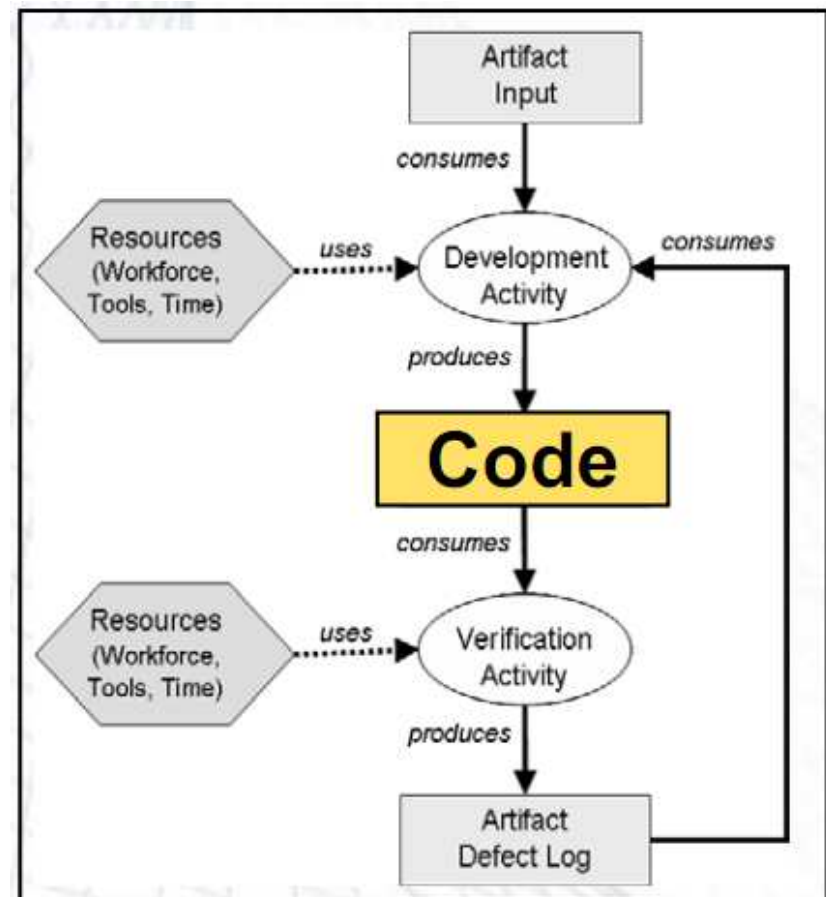 Artifact
Input
consumes
Resources
(Workforce,
Tools, Time)
uses
Development
Activity
consumes
produces
Code
consumes
Resources
(Workforce,
Tools, Time)
uses
Verification
Activity
produces
Artifact
Defect Log